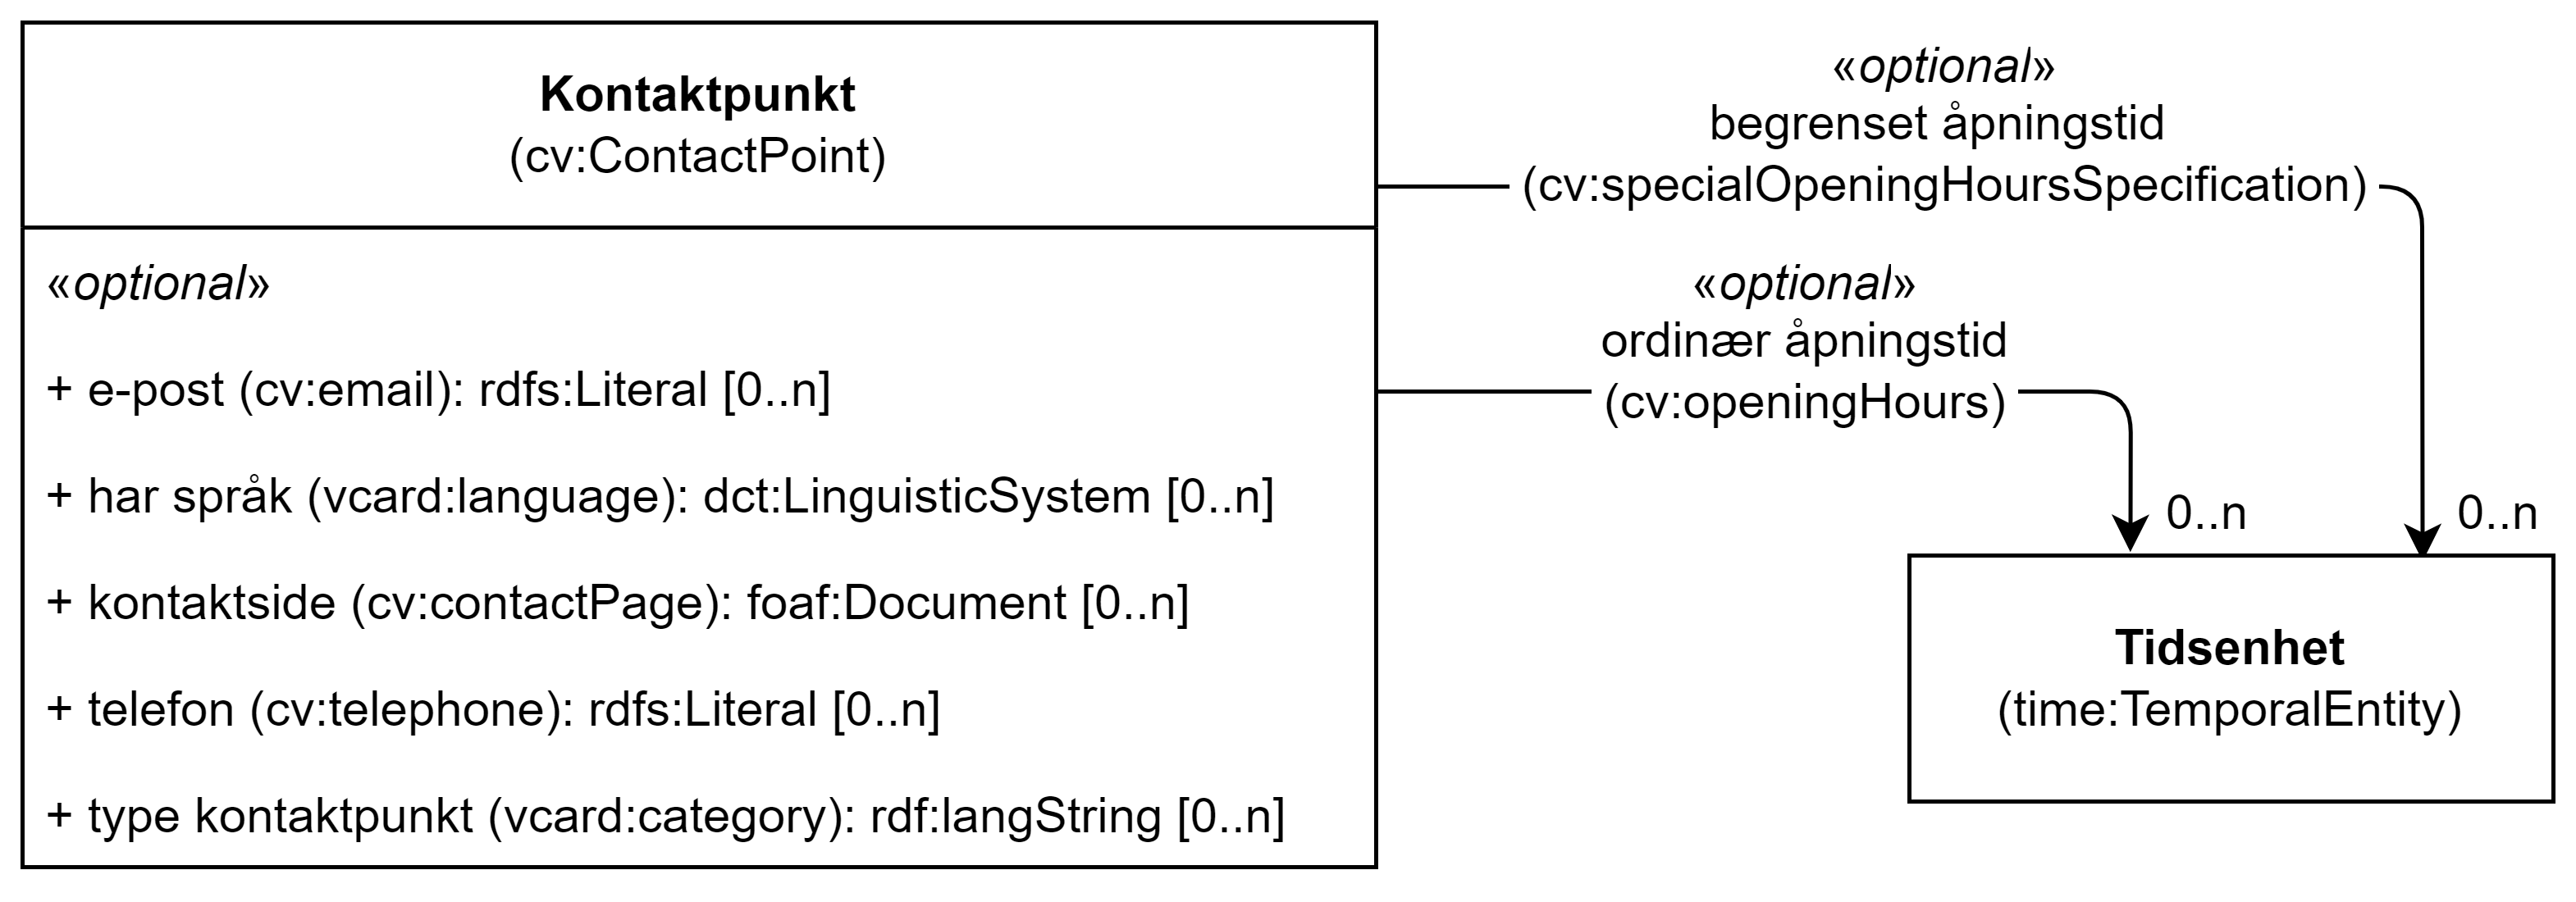 Kontaktpunkt
(cv:ContactPoint)
«optional»
+ e-post (cv:email): rdfs:Literal [0..n]
+ har språk (vcard:language): dct:LinguisticSystem [0..n]
+ kontaktside (cv:contactPage): foaf:Document [0..n]
+ telefon (cv:telephone): rdfs:Literal [0..n]
+ type kontaktpunkt (vcard:category): rdf:langString [0..n]
«optional»
begrenset åpningstid
(cv:specialOpeningHoursSpecification)
«optional»
ordinær åpningstid
(cv:openingHours)
0..n
0..n
Tidsenhet
(time:TemporalEntity)